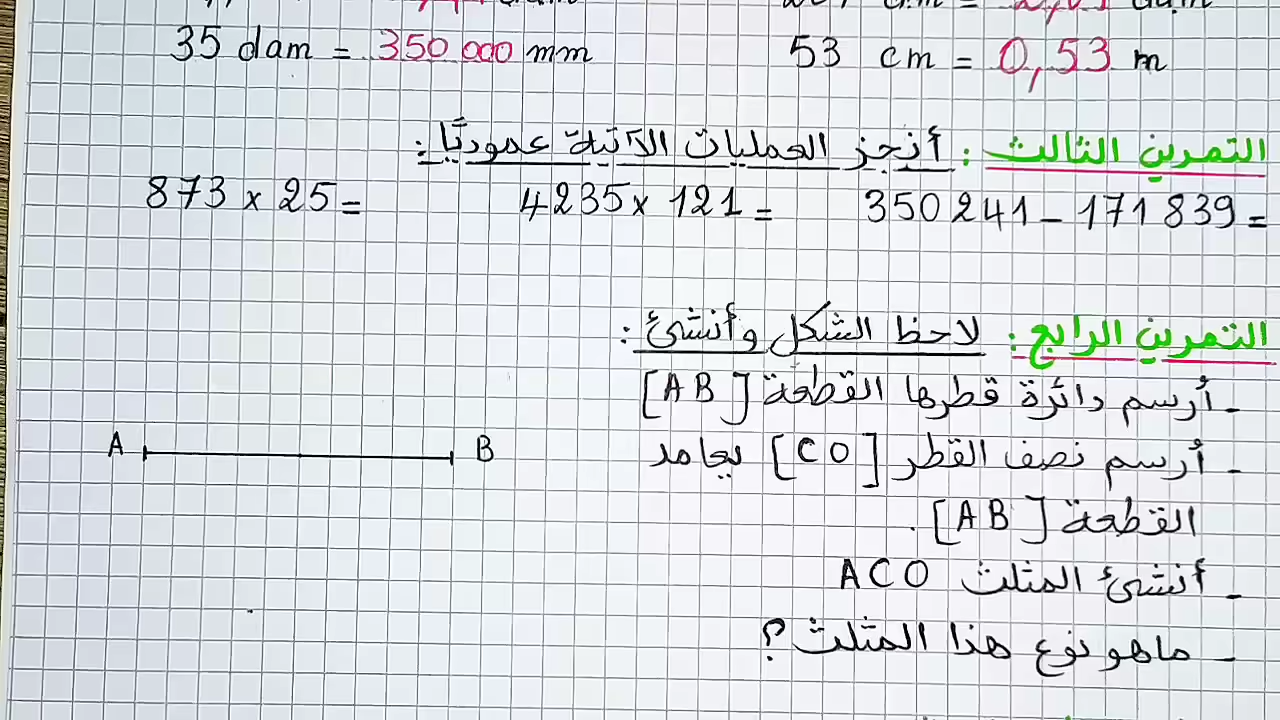 35 dam = 350 000 mm
53 cm = 0,53 m
التمرين الثالث : أنجز العمليات الآتية عموديًا :
350 241 - 171 839 =
4235 x 121 =
873 x 25 =
التمرين الرابع : لاحظ الشكل وأنشئ :
- أرسم دائرة قطرها القطعة [AB]
- أرسم نصف القطر [CO] يعامد
القطعة [AB].
- أنشئ المثلث ACO
- ماهو نوع هذا المثلث ؟
A B